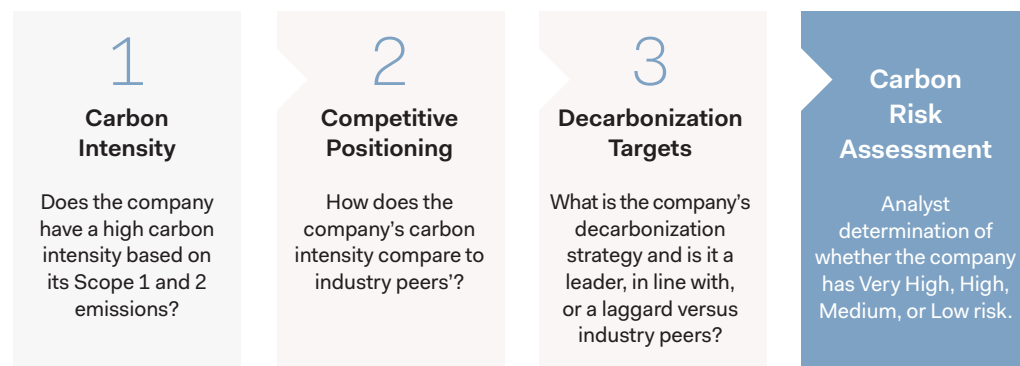 1
Carbon
Intensity
Does the company
have a high carbon
intensity based on
its Scope 1 and 2
emissions?
2
Competitive
Positioning
How does the
company’s carbon
intensity compare to
industry peers’?
3
Decarbonization
Targets
What is the company’s
decarbonization
strategy and is it a
leader, in line with,
or a laggard versus
industry peers?
Carbon
Risk
Assessment
Analyst
determination of
whether the company
has Very High, High,
Medium, or Low risk.